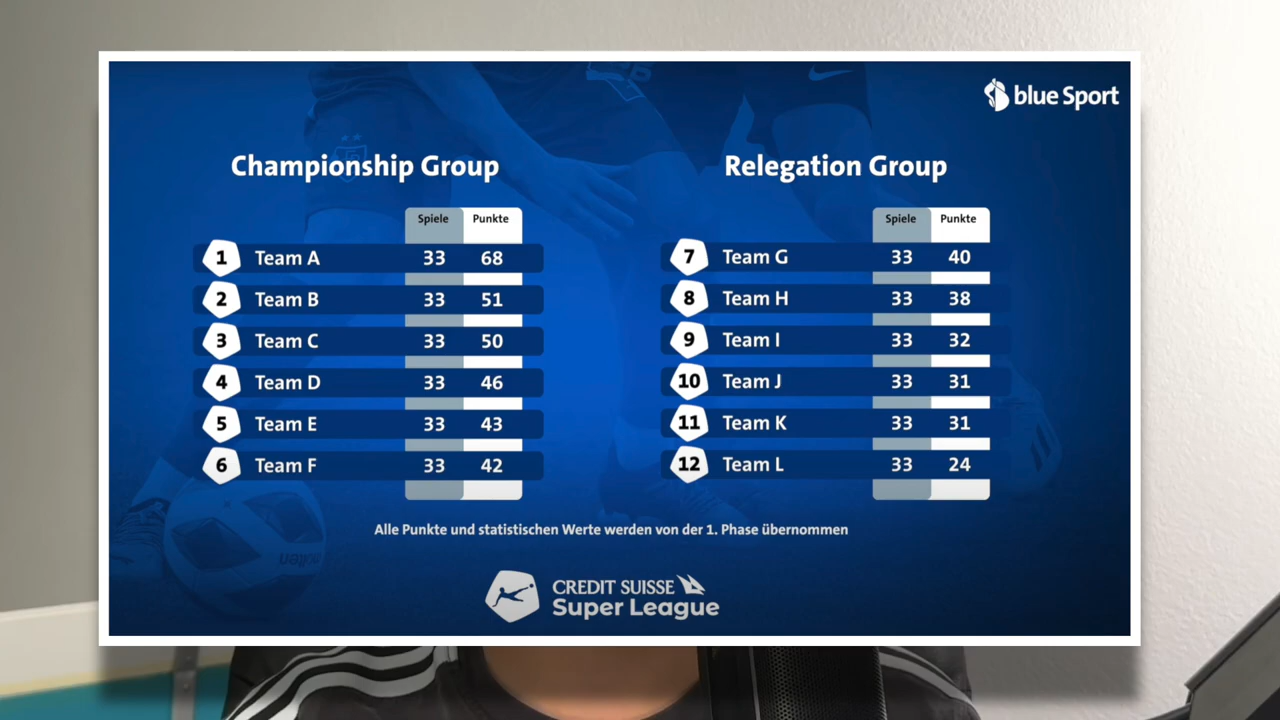 blue Sport
Championship Group
Spiele Punkte
1 Team A 33 68
2 Team B 33 51
3 Team C 33 50
4 Team D 33 46
5 Team E 33 43
6 Team F 33 42
Relegation Group
Spiele Punkte
7 Team G 33 40
8 Team H 33 38
9 Team I 33 32
10 Team J 33 31
11 Team K 33 31
12 Team L 33 24
Alle Punkte und statistischen Werte werden von der 1. Phase übernommen
molten
CREDIT SUISSE
Super League